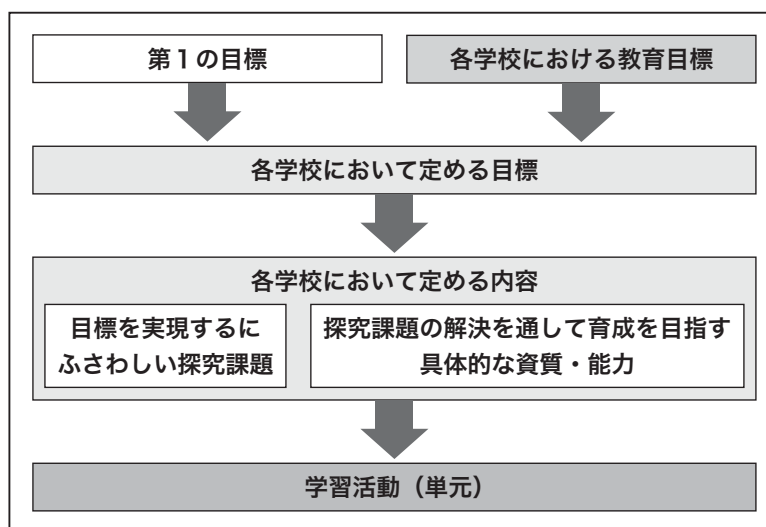 第1の目標
各学校における教育目標
各学校において定める目標
各学校において定める内容
目標を実現するに
ふさわしい探究課題
探究課題の解決を通して育成を目指す
具体的な資質・能力
学習活動（単元）